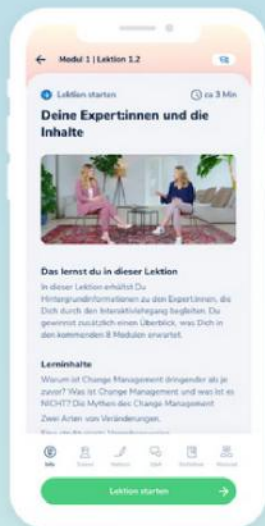 Modul 1 | Lektion 1.2
Lektion starten
ca 3 Min
Deine Expert:innen und die
Inhalte
Das lernst du in dieser Lektion
In dieser Lektion erhältst Du
Hintergrundinformationen zu den Expert:innen, die
Dich durch den Interaktivlehrgang begleiten. Du
gewinnst zusätzlich einen Überblick, was Dich in
den kommenden 8 Modulen erwartet.
Lerninhalte
Warum ist Change Management dringender als je
zuvor? Was ist Change Management und was ist es
NICHT? Die Mythen des Change Management
Zwei Arten von Veränderungen.
Info
Q&A
Lektion starten